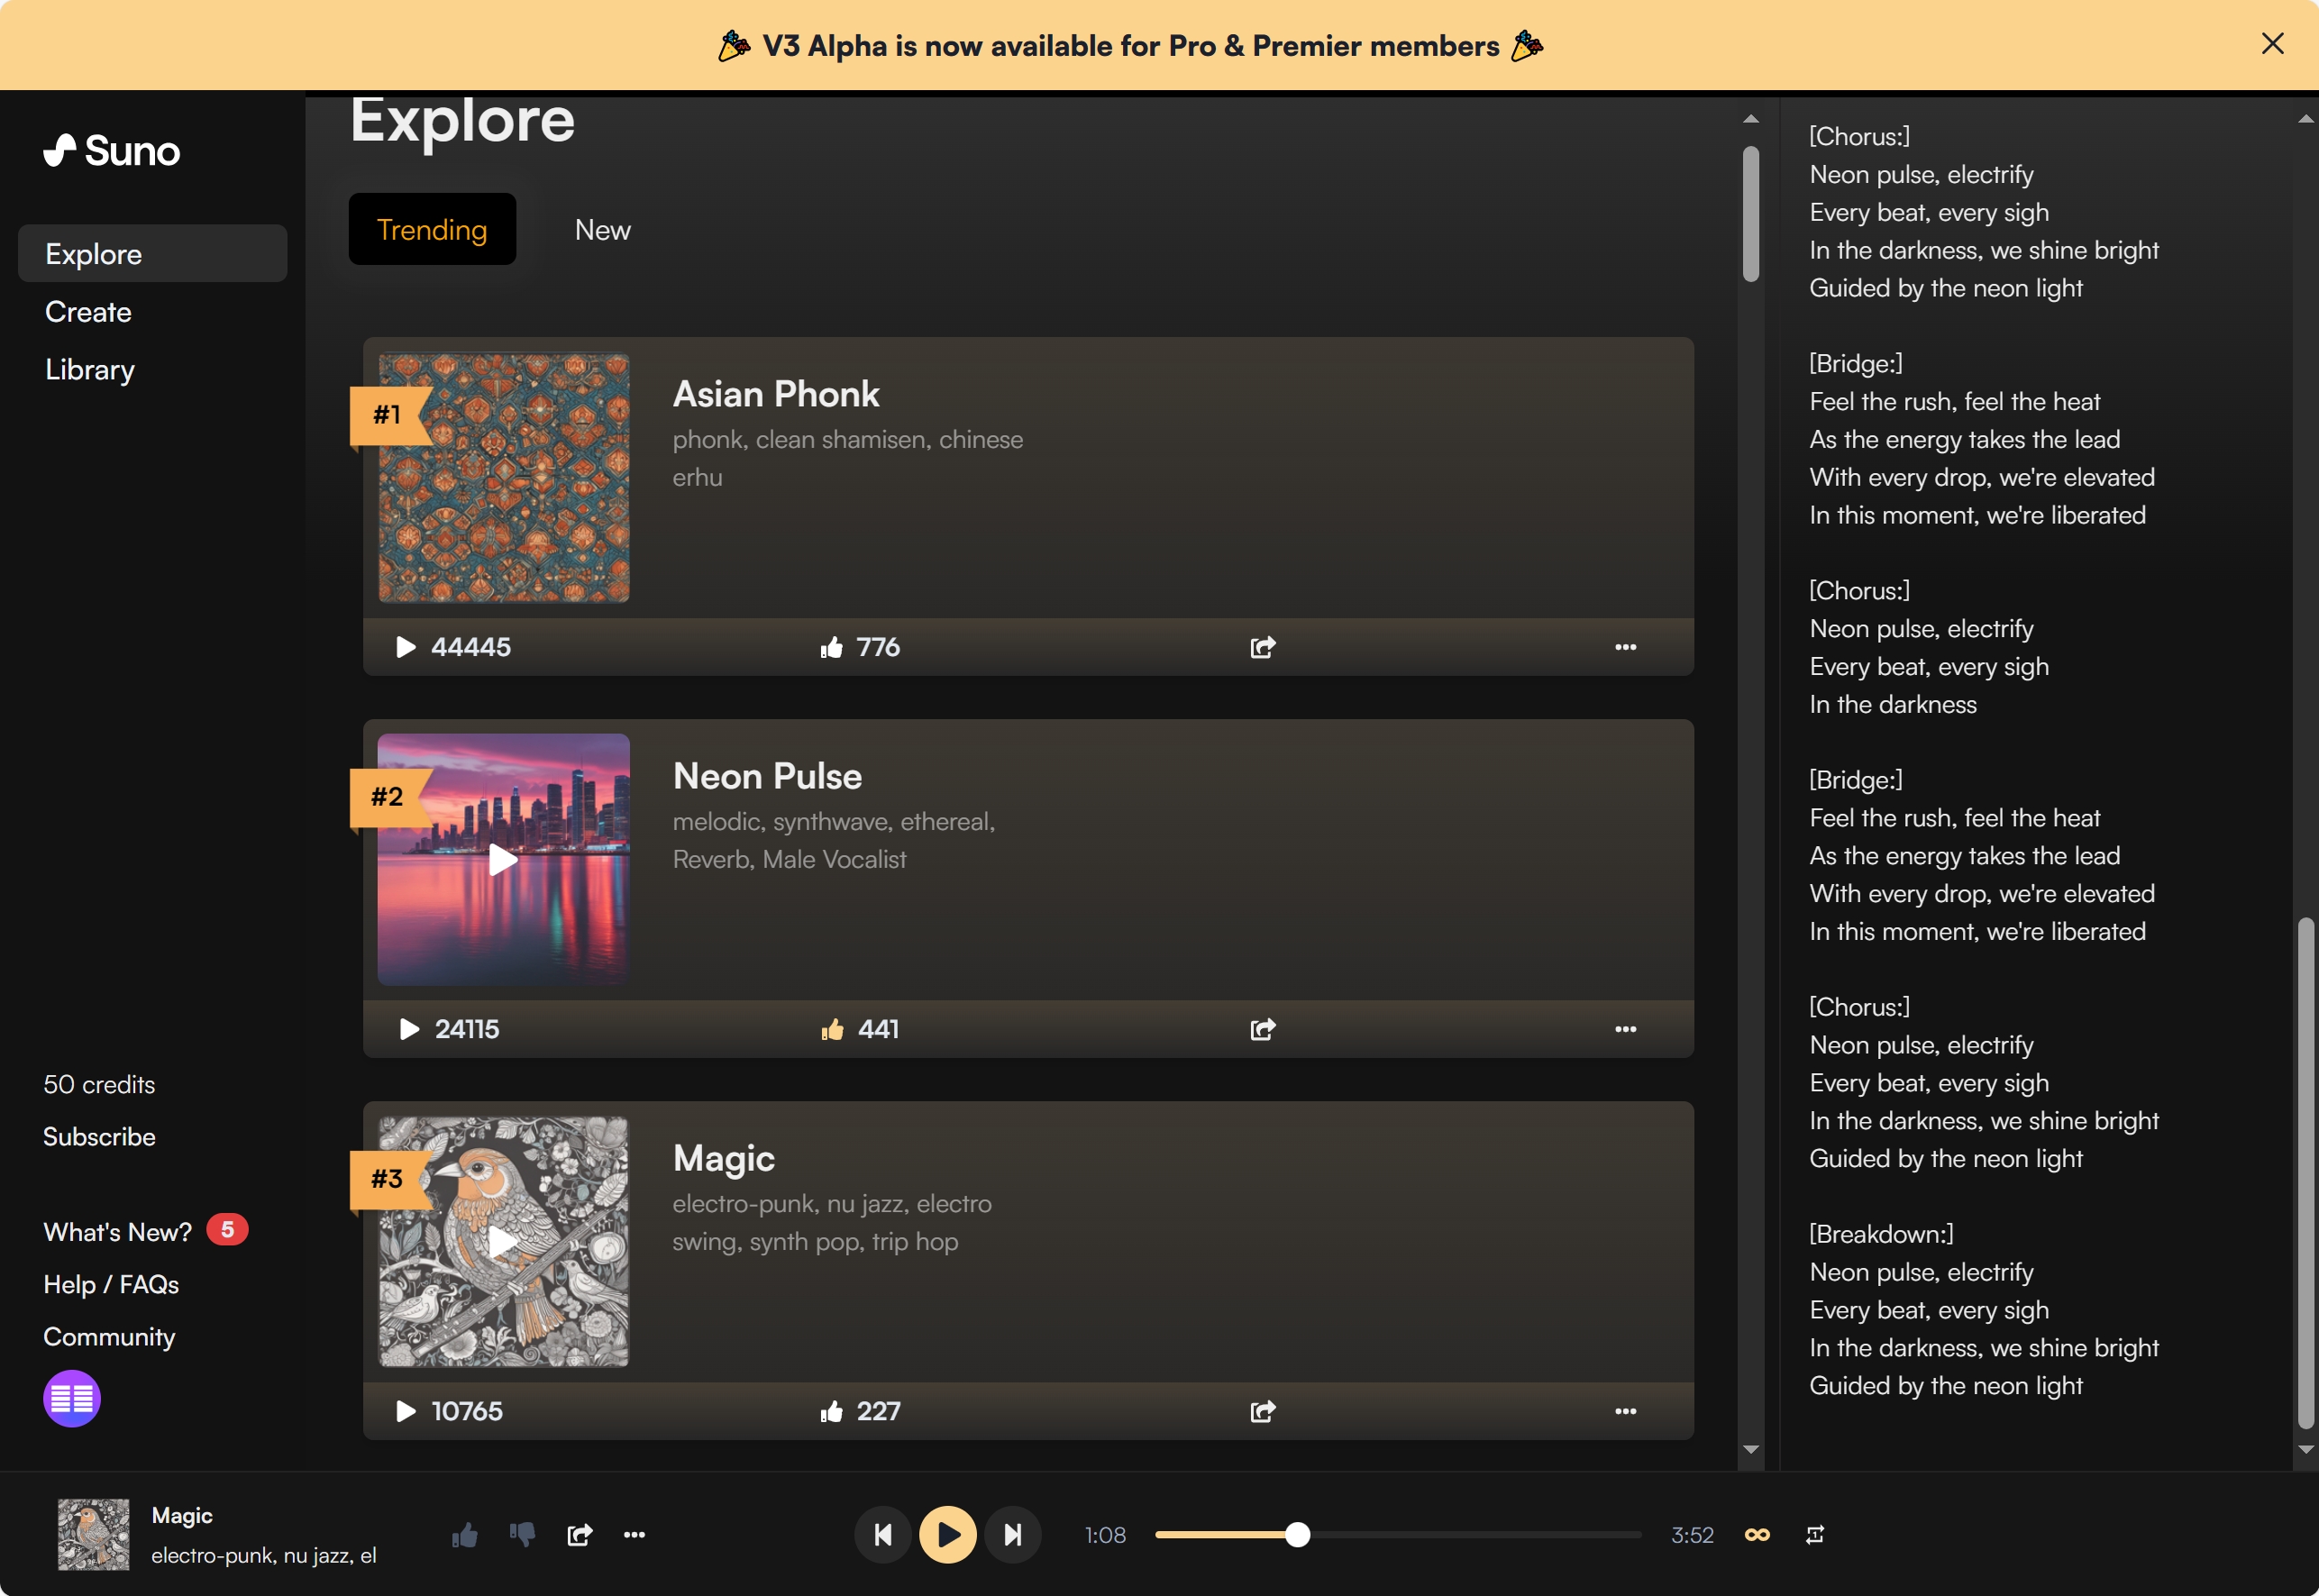 V3 Alpha is now available for Pro & Premier members
Suno
Explore
Create
Library
50 credits
Subscribe
What's New? 5
Help / FAQs
Community
Explore
Trending
New
#1
Asian Phonk
phonk, clean shamisen, chinese
erhu
44445
776
#2
Neon Pulse
melodic, synthwave, ethereal,
Reverb, Male Vocalist
24115
441
#3
Magic
electro-punk, nu jazz, electro
swing, synth pop, trip hop
10765
227
[Chorus:]
Neon pulse, electrify
Every beat, every sigh
In the darkness, we shine bright
Guided by the neon light
[Bridge:]
Feel the rush, feel the heat
As the energy takes the lead
With every drop, we're elevated
In this moment, we're liberated
[Chorus:]
Neon pulse, electrify
Every beat, every sigh
In the darkness
[Bridge:]
Feel the rush, feel the heat
As the energy takes the lead
With every drop, we're elevated
In this moment, we're liberated
[Chorus:]
Neon pulse, electrify
Every beat, every sigh
In the darkness, we shine bright
Guided by the neon light
[Breakdown:]
Neon pulse, electrify
Every beat, every sigh
In the darkness, we shine bright
Guided by the neon light
Magic
electro-punk, nu jazz, el
1:08
3:52